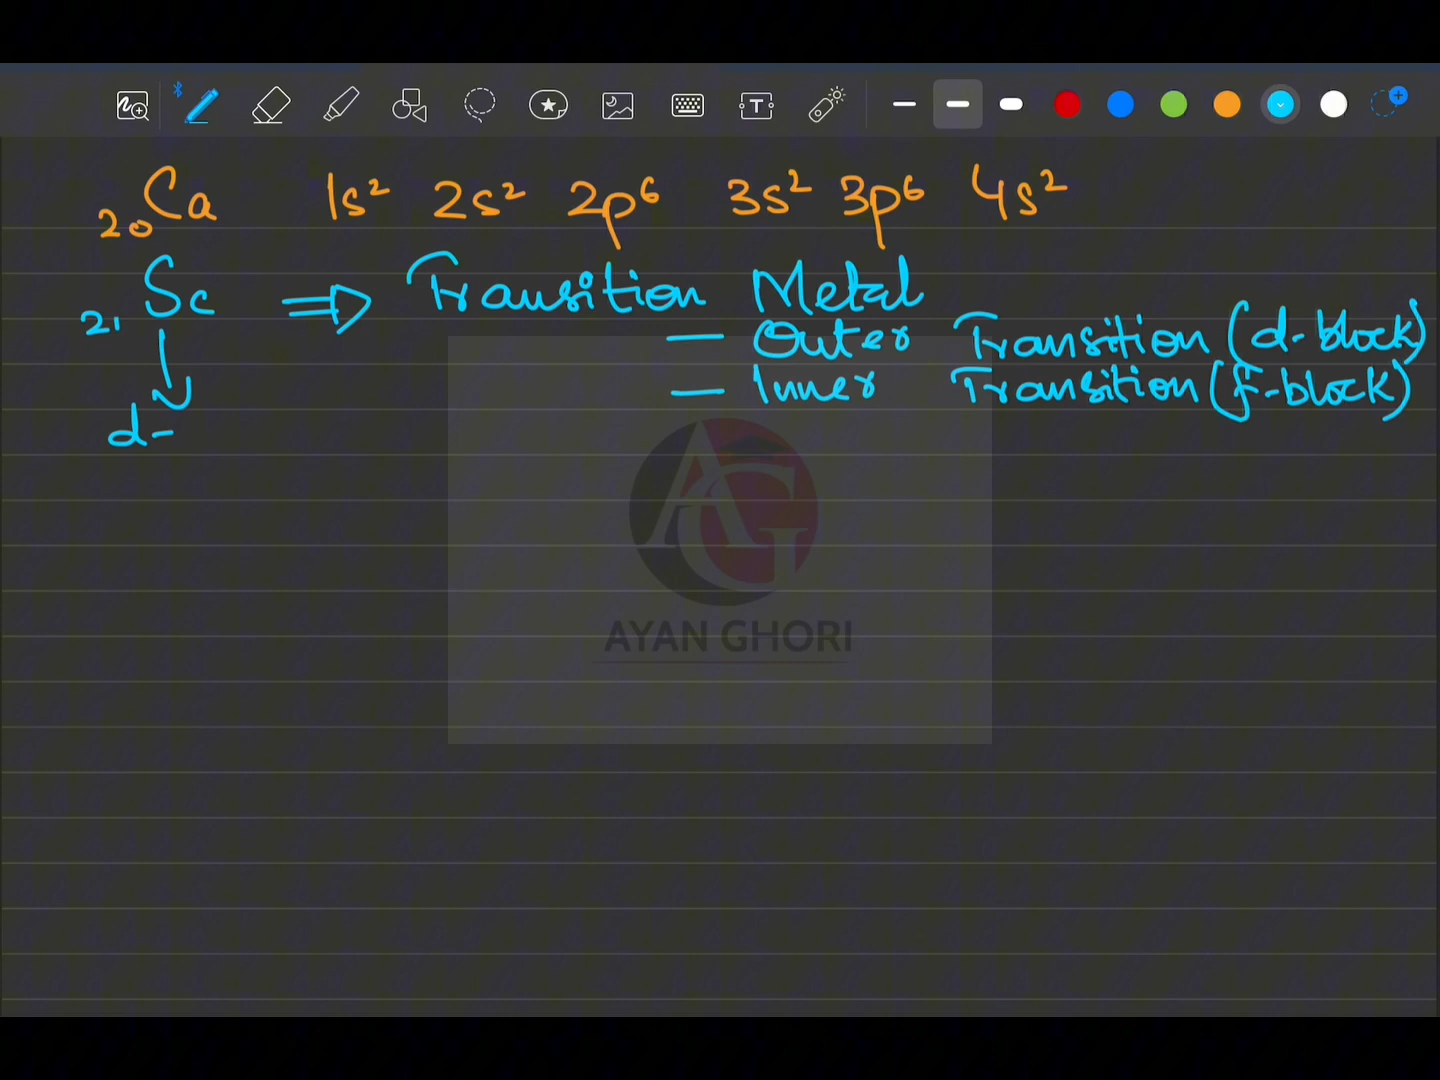 ₂₀Ca 1s² 2s² 2p⁶ 3s² 3p⁶ 4s²
₂₁Sc ⇒ Transition Metal
— Outer Transition (d-block)
— Inner Transition (f-block)
d-
AYAN GHORI